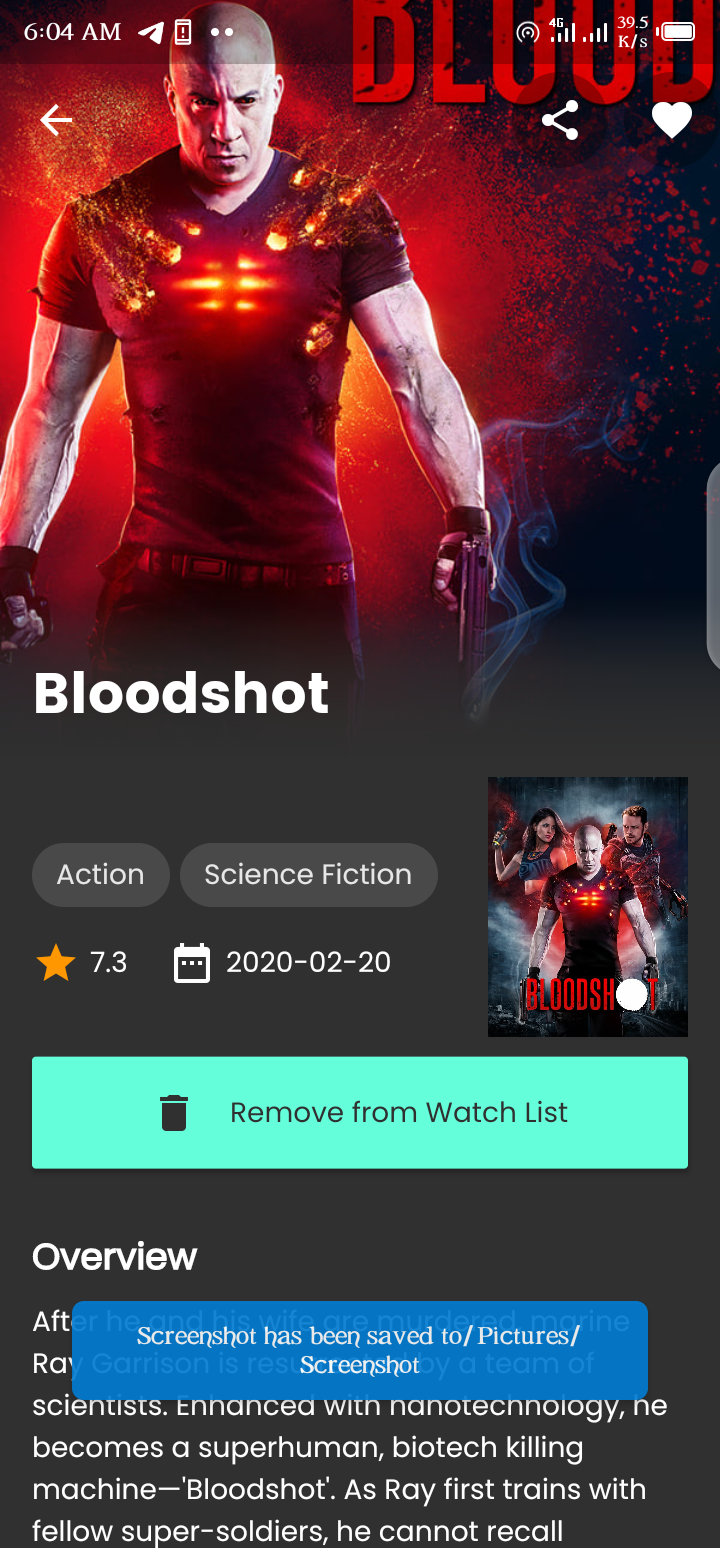 6:04 AM 4G 39.5 K/s
BLOOD
Bloodshot
Action Science Fiction
7.3 2020-02-20
BLOODSH T
Remove from Watch List
Overview
After he and his wife are murdered, marine
Ray Garrison is resu by a team of
Screenshot has been saved to/Pictures/
Screenshot
scientists. Enhanced with nanotechnology, he
becomes a superhuman, biotech killing
machine—'Bloodshot'. As Ray first trains with
fellow super-soldiers, he cannot recall